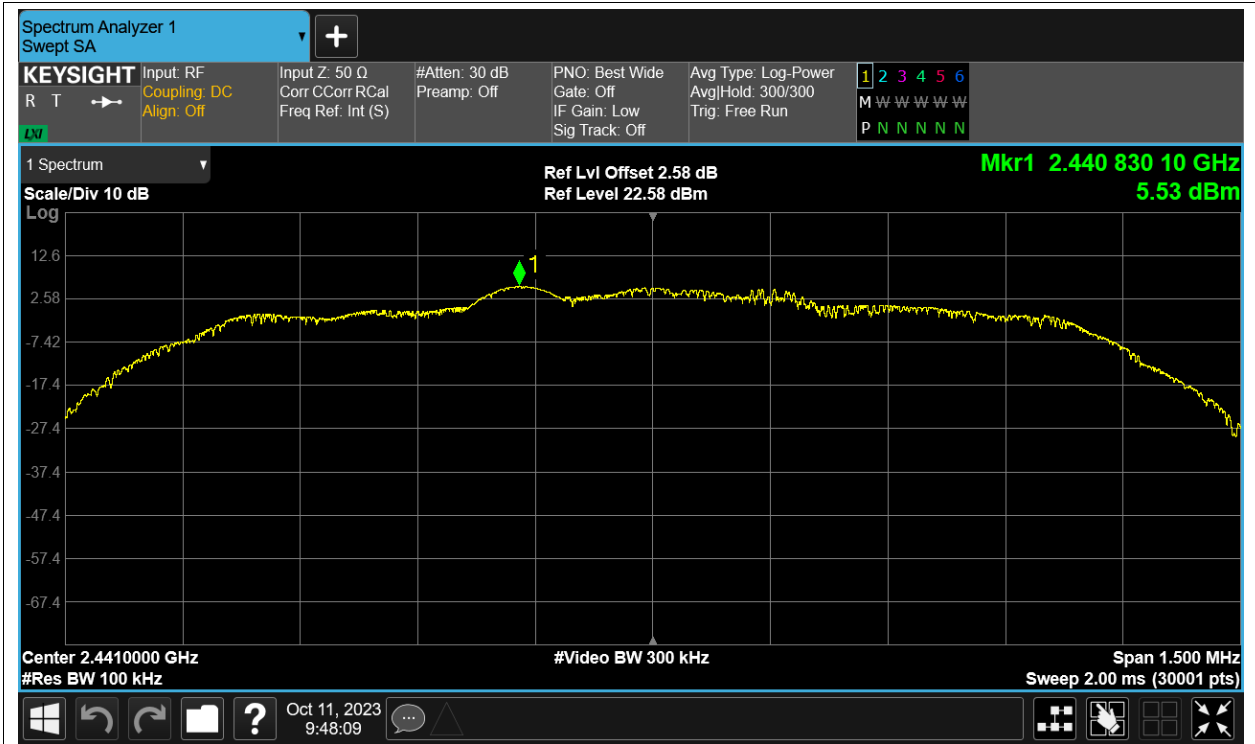 Spectrum Analyzer 1
Swept SA
KEYSIGHT
R T
LXI
Input: RF
Coupling: DC
Align: Off
Input Z: 50 Ω
Corr CCorr RCal
Freq Ref: Int (S)
#Atten: 30 dB
Preamp: Off
PNO: Best Wide
Gate: Off
IF Gain: Low
Sig Track: Off
Avg Type: Log-Power
Avg|Hold: 300/300
Trig: Free Run
1 2 3 4 5 6
M W W W W W
P N N N N N
1 Spectrum
Scale/Div 10 dB
Log
Ref Lvl Offset 2.58 dB
Ref Level 22.58 dBm
Mkr1 2.440 830 10 GHz
5.53 dBm
12.6
2.58
-7.42
-17.4
-27.4
-37.4
-47.4
-57.4
-67.4
1
Center 2.4410000 GHz
#Video BW 300 kHz
Span 1.500 MHz
#Res BW 100 kHz
Sweep 2.00 ms (30001 pts)
?
Oct 11, 2023
9:48:09